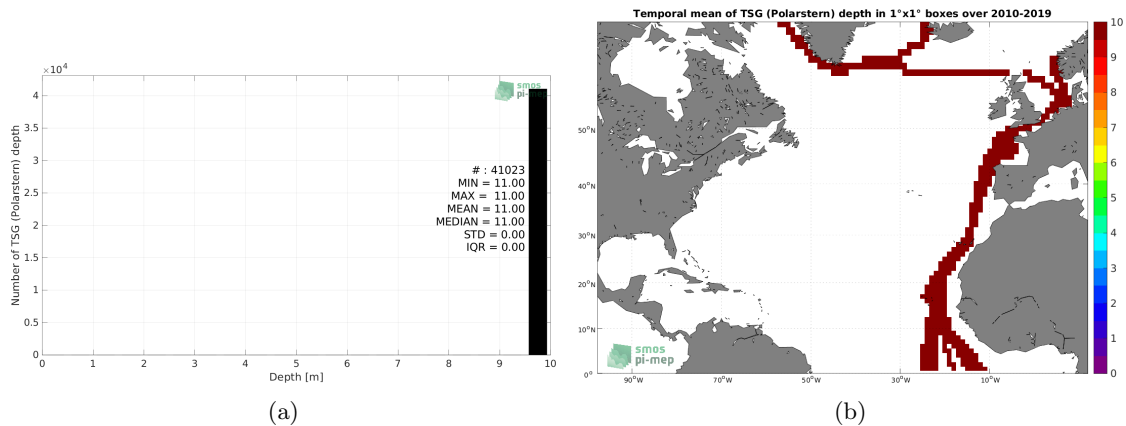 ×10⁴
4
3.5
3
2.5
2
1.5
1
0.5
0
Number of TSG (Polarstern) depth
smos
pi-mep
# : 41023
MIN = 11.00
MAX = 11.00
MEAN = 11.00
MEDIAN = 11.00
STD = 0.00
IQR = 0.00
0 1 2 3 4 5 6 7 8 9 10
Depth [m]
(a)
Temporal mean of TSG (Polarstern) depth in 1°x1° boxes over 2010-2019
50°N
40°N
30°N
20°N
10°N
0°
90°W 70°W 50°W 30°W 10°W
smos
pi-mep
10
9
8
7
6
5
4
3
2
1
0
(b)